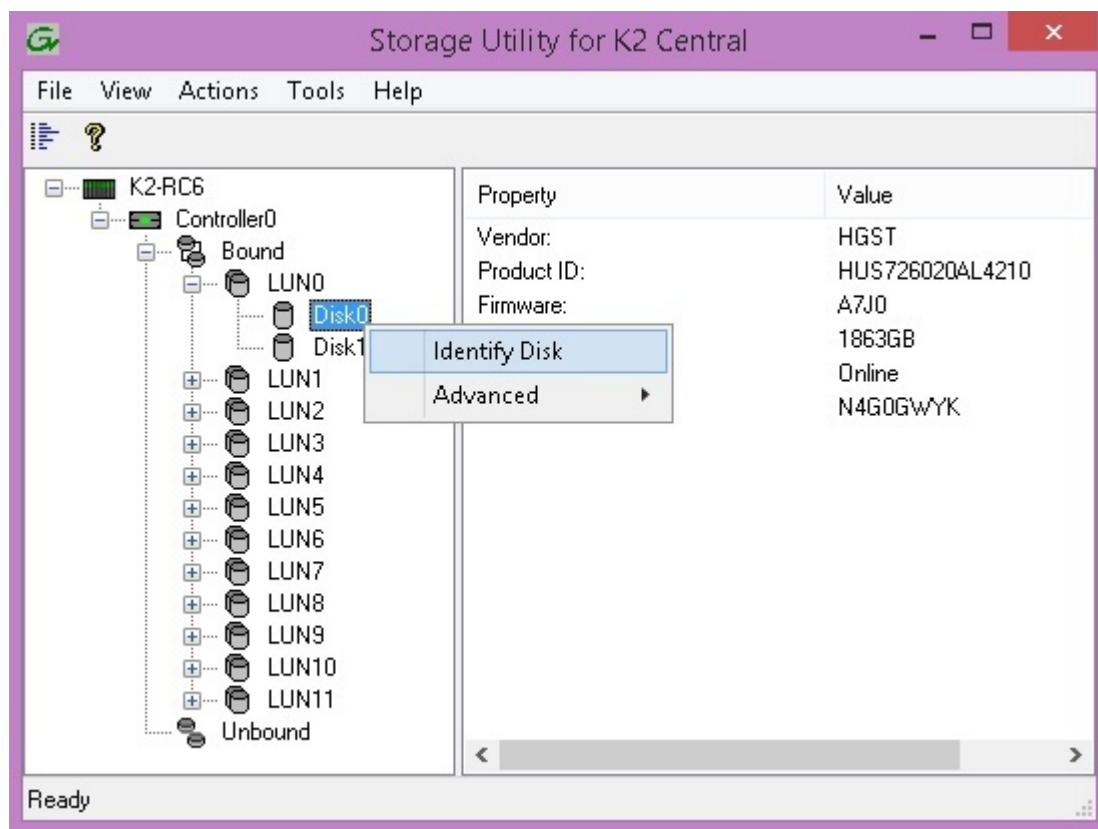 Storage Utility for K2 Central
File View Actions Tools Help
K2-RC6
Controller0
Bound
LUN0
Disk0
Disk1
LUN1
LUN2
LUN3
LUN4
LUN5
LUN6
LUN7
LUN8
LUN9
LUN10
LUN11
Unbound
Identify Disk
Advanced
Property Value
Vendor: HGST
Product ID: HUS726020AL4210
Firmware: A7J0
1863GB
Online
N4G0GWYK
Ready